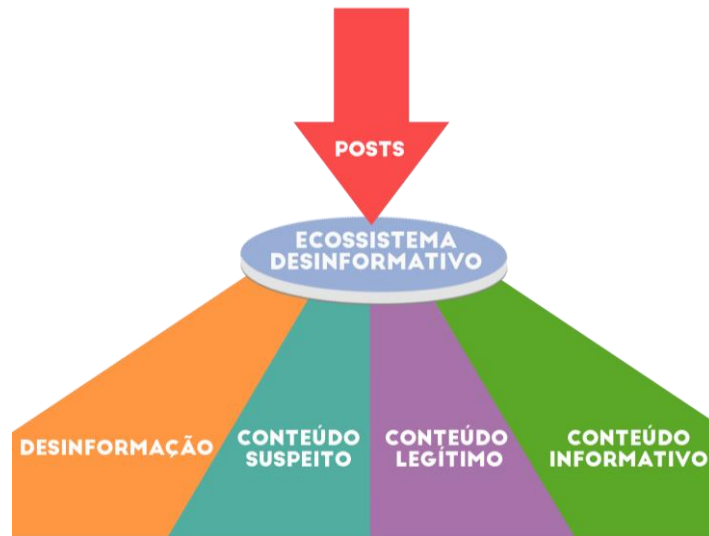 POSTS
ECOSSISTEMA
DESINFORMATIVO
DESINFORMAÇÃO
CONTEÚDO
SUSPEITO
CONTEÚDO
LEGÍTIMO
CONTEÚDO
INFORMATIVO